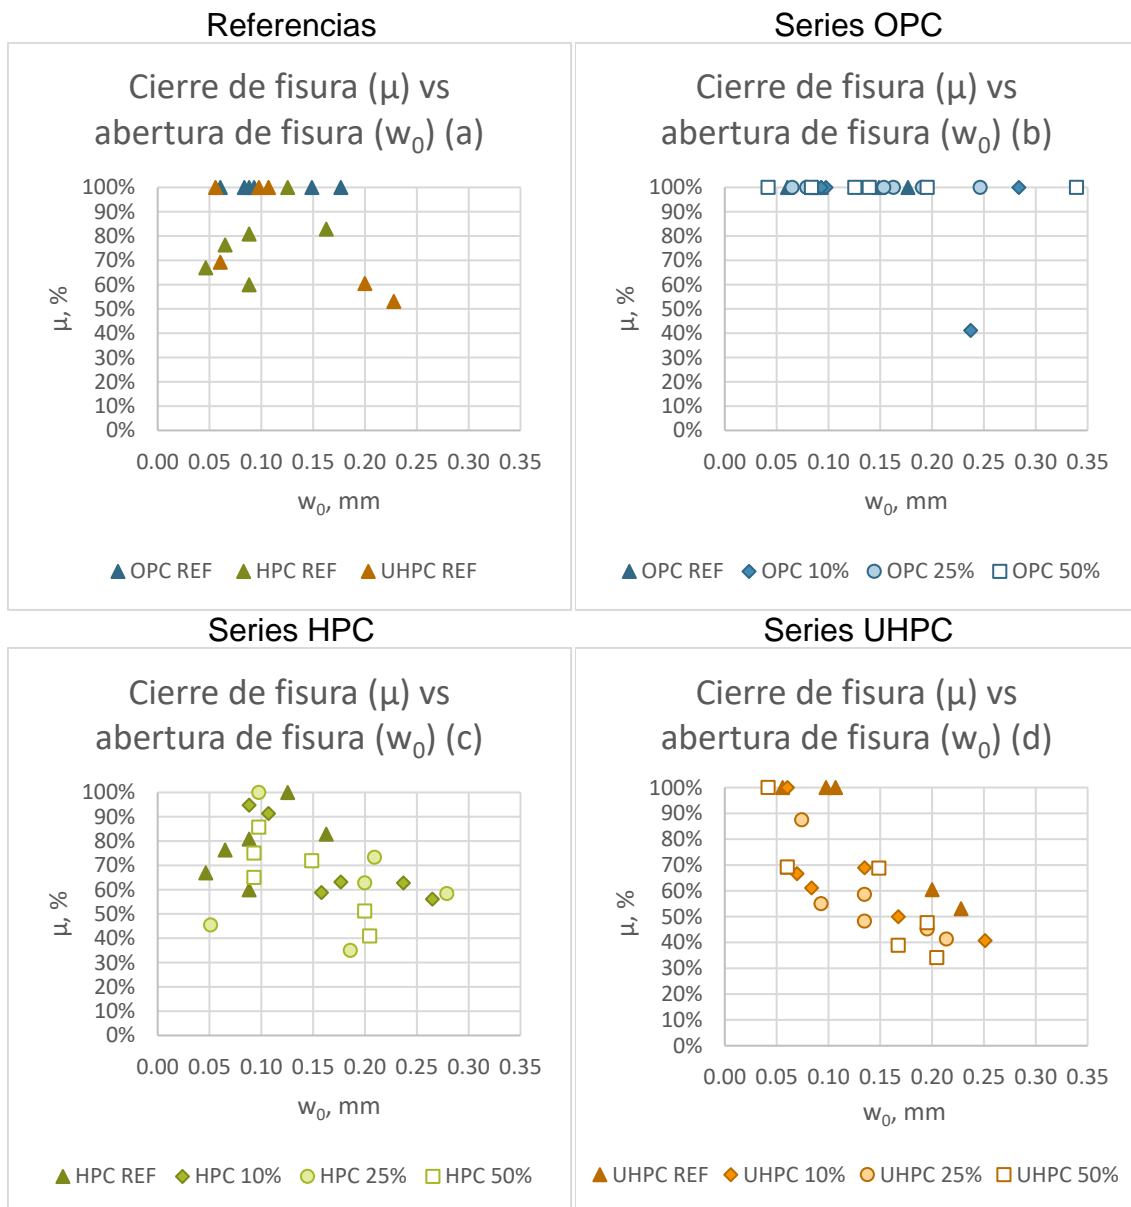 Referencias
Cierre de fisura (μ) vs
abertura de fisura (w₀) (a)
100%
90%
80%
70%
60%
50%
40%
30%
20%
10%
0%
μ, %
0.00 0.05 0.10 0.15 0.20 0.25 0.30 0.35
w₀, mm
OPC REF HPC REF UHPC REF
Series OPC
Cierre de fisura (μ) vs
abertura de fisura (w₀) (b)
100%
90%
80%
70%
60%
50%
40%
30%
20%
10%
0%
μ, %
0.00 0.05 0.10 0.15 0.20 0.25 0.30 0.35
w₀, mm
OPC REF OPC 10% OPC 25% OPC 50%
Series HPC
Cierre de fisura (μ) vs
abertura de fisura (w₀) (c)
100%
90%
80%
70%
60%
50%
40%
30%
20%
10%
0%
μ, %
0.00 0.05 0.10 0.15 0.20 0.25 0.30 0.35
w₀, mm
HPC REF HPC 10% HPC 25% HPC 50%
Series UHPC
Cierre de fisura (μ) vs
abertura de fisura (w₀) (d)
100%
90%
80%
70%
60%
50%
40%
30%
20%
10%
0%
μ, %
0.00 0.05 0.10 0.15 0.20 0.25 0.30 0.35
w₀, mm
UHPC REF UHPC 10% UHPC 25% UHPC 50%